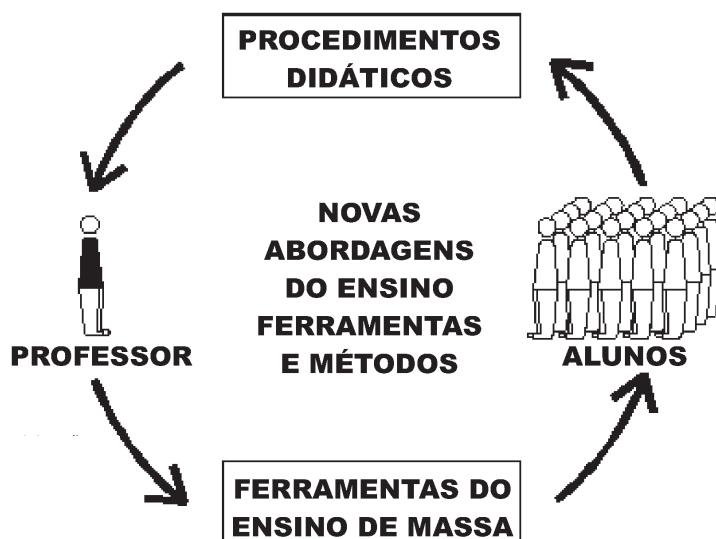 PROCEDIMENTOS
DIDÁTICOS
NOVAS
ABORDAGENS
DO ENSINO
FERRAMENTAS
E MÉTODOS
PROFESSOR
ALUNOS
FERRAMENTAS DO
ENSINO DE MASSA